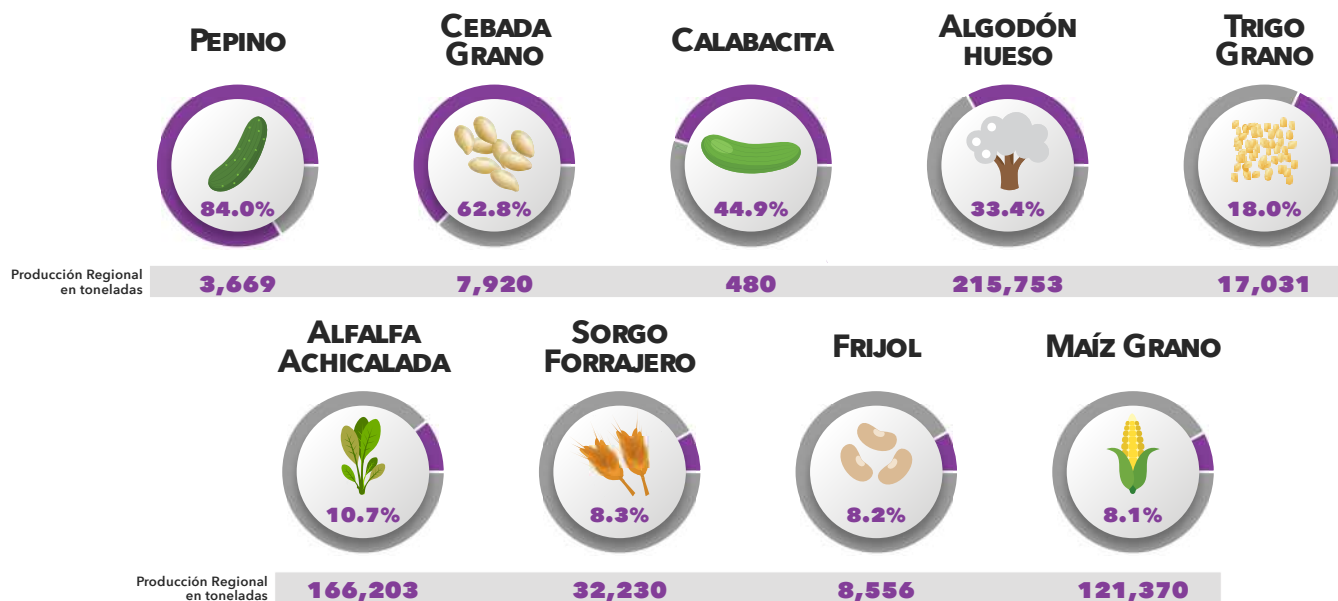 PEPINO
CEBADA
GRANO
CALABACITA
ALGODÓN
HUESO
TRIGO
GRANO
84.0%
62.8%
44.9%
33.4%
18.0%
Producción Regional
en toneladas
3,669
7,920
480
215,753
17,031
ALFALFA
ACHICALADA
SORGO
FORRAJERO
FRIJOL
MAÍZ GRANO
10.7%
8.3%
8.2%
8.1%
Producción Regional
en toneladas
166,203
32,230
8,556
121,370